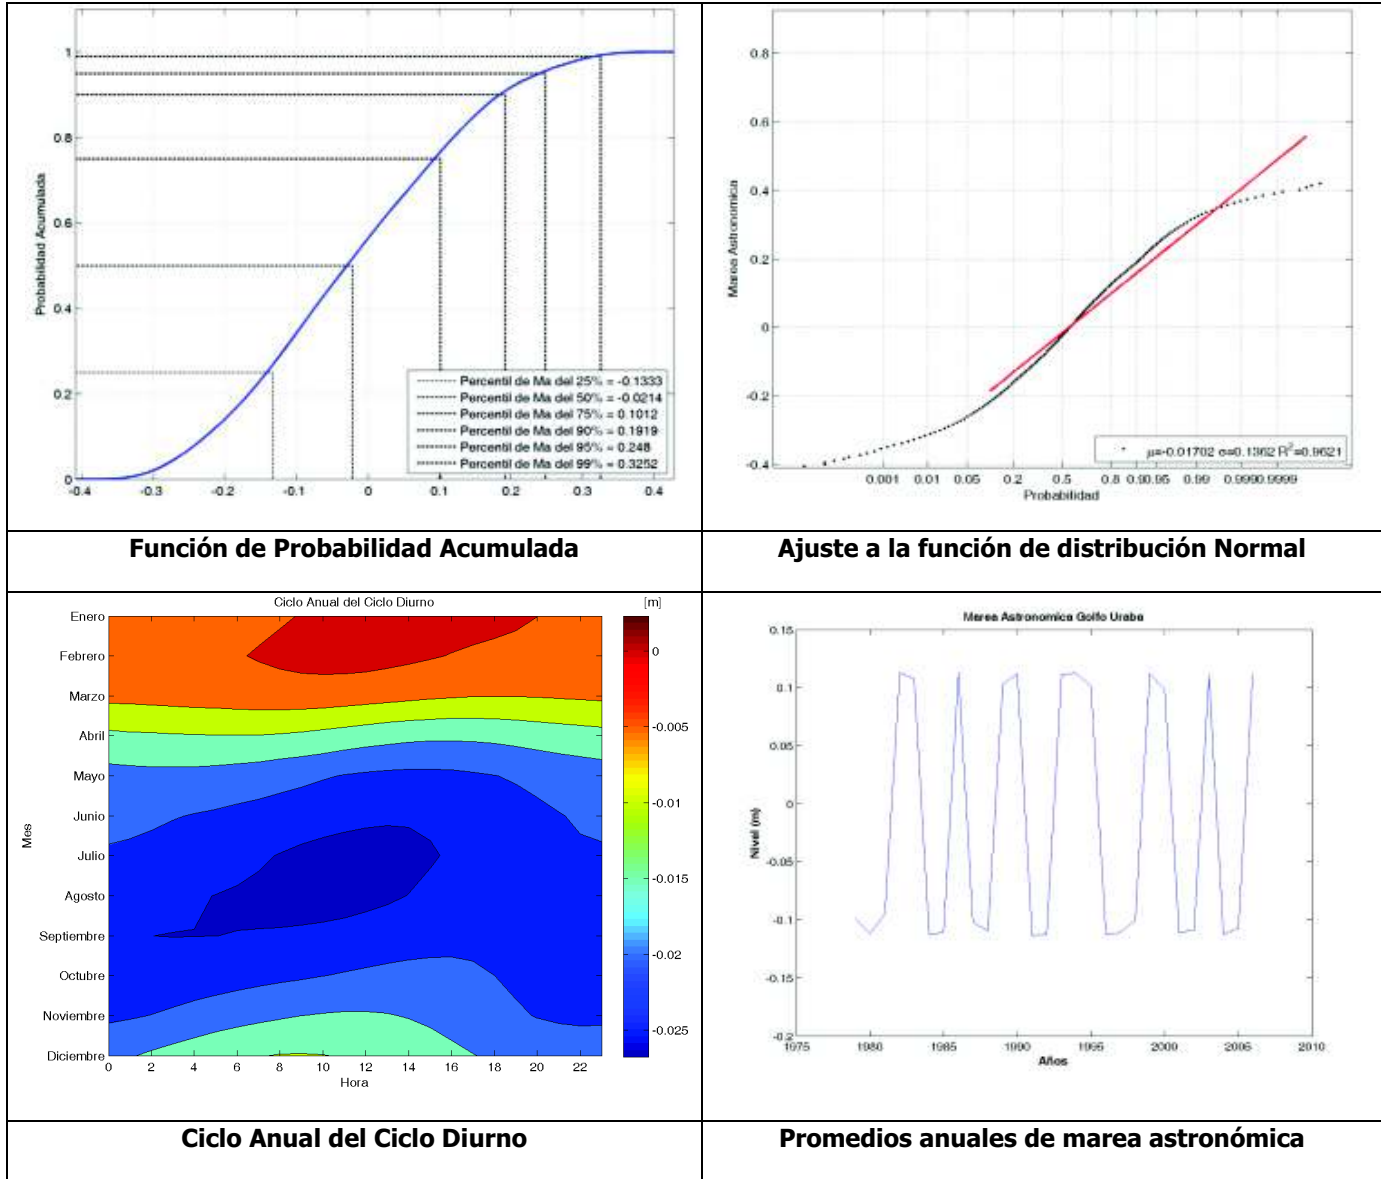 1
0.8
0.6
0.4
0.2
0
Probabilidad Acumulada
-0.4 -0.3 -0.2 -0.1 0 0.1 0.2 0.3 0.4
Percentil de Ma del 25% = -0.1333
Percentil de Ma del 50% = -0.0214
Percentil de Ma del 75% = 0.1012
Percentil de Ma del 90% = 0.1919
Percentil de Ma del 95% = 0.248
Percentil de Ma del 99% = 0.3252
Función de Probabilidad Acumulada
0.8
0.6
0.4
0.2
0
-0.2
-0.4
Marea Astronomica
μ=-0.01702 σ=0.1362 R²=0.9621
0.001 0.01 0.05 0.2 0.5 0.8 0.90 0.95 0.99 0.999 0.9999
Probabilidad
Ajuste a la función de distribución Normal
Ciclo Anual del Ciclo Diurno
[m]
Enero
Febrero
Marzo
Abril
Mayo
Junio
Julio
Agosto
Septiembre
Octubre
Noviembre
Diciembre
Mes
0 2 4 6 8 10 12 14 16 18 20 22
Hora
0
-0.005
-0.01
-0.015
-0.02
-0.025
Ciclo Anual del Ciclo Diurno
Marea Astronomica Golfo Uraba
0.15
0.1
0.05
0
-0.05
-0.1
-0.15
-0.2
Nivel (m)
1975 1980 1985 1990 1995 2000 2005 2010
Años
Promedios anuales de marea astronómica